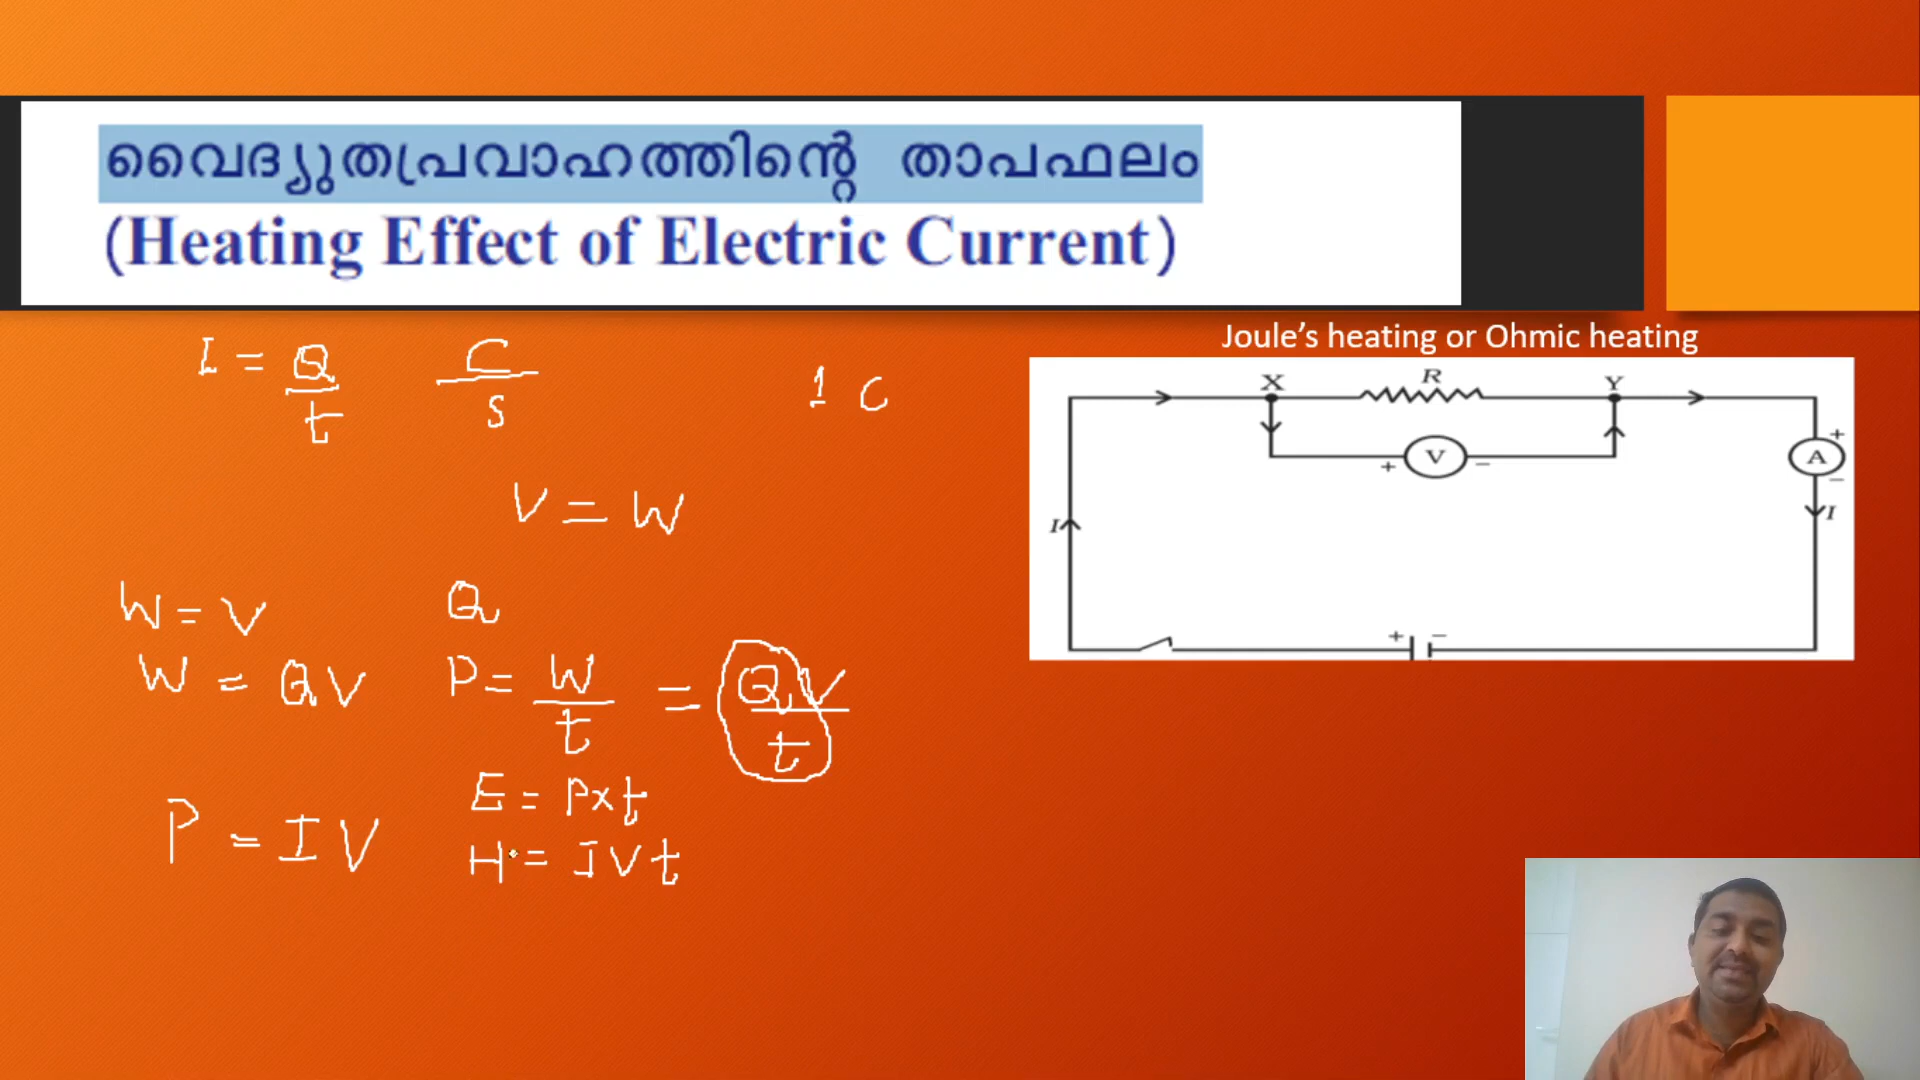 വൈദ്യുതപ്രവാഹത്തിന്റെ താപഫലം
(Heating Effect of Electric Current)
I = Q/t C/s 1 C
V = W
W = V Q
W = QV P = W/t = QV/t
E = P×t
P = IV H = IVt
Joule's heating or Ohmic heating
X R Y
+ V −
+
A
−
I I
+ −